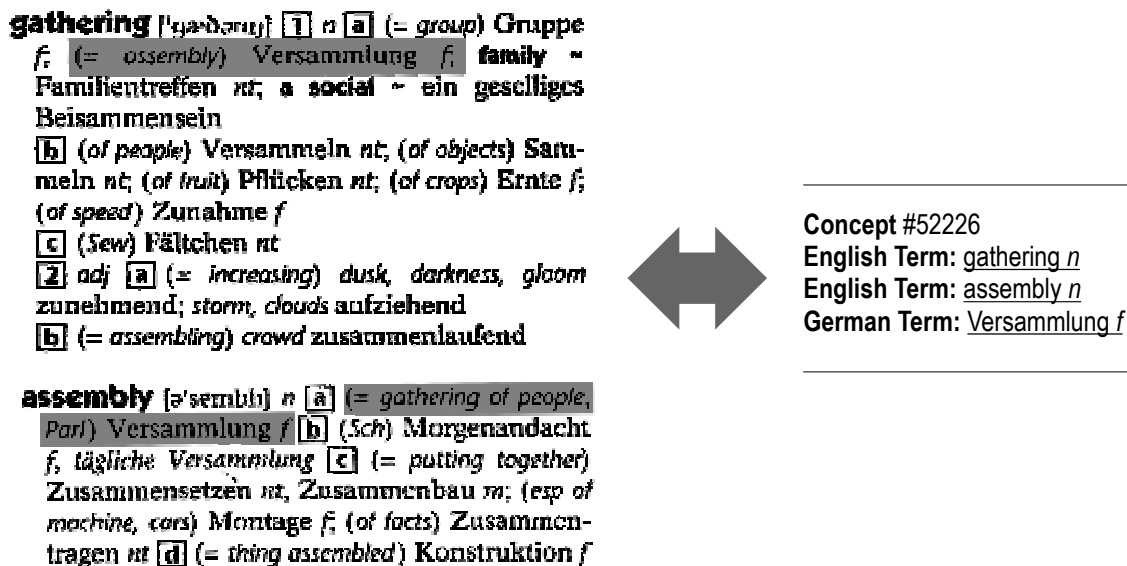 gathering ['gæðərɪŋ] 1 n a (= group) Gruppe
f; (= assembly) Versammlung f; family ~
Familientreffen nt; a social ~ ein geselliges
Beisammensein
b (of people) Versammeln nt; (of objects) Sam-
meln nt; (of fruit) Pflücken nt; (of crops) Ernte f;
(of speed) Zunahme f
c (Sew) Fältchen nt
2 adj a (= increasing) dusk, darkness, gloom
zunehmend; storm, clouds aufziehend
b (= assembling) crowd zusammenlaufend
assembly [ə'semblɪ] n a (= gathering of people,
Parl) Versammlung f b (Sch) Morgenandacht
f, tägliche Versammlung c (= putting together)
Zusammensetzen nt, Zusammenbau m; (esp of
machine, cars) Montage f; (of facts) Zusammen-
tragen nt d (= thing assembled) Konstruktion f
Concept #52226
English Term: gathering n
English Term: assembly n
German Term: Versammlung f